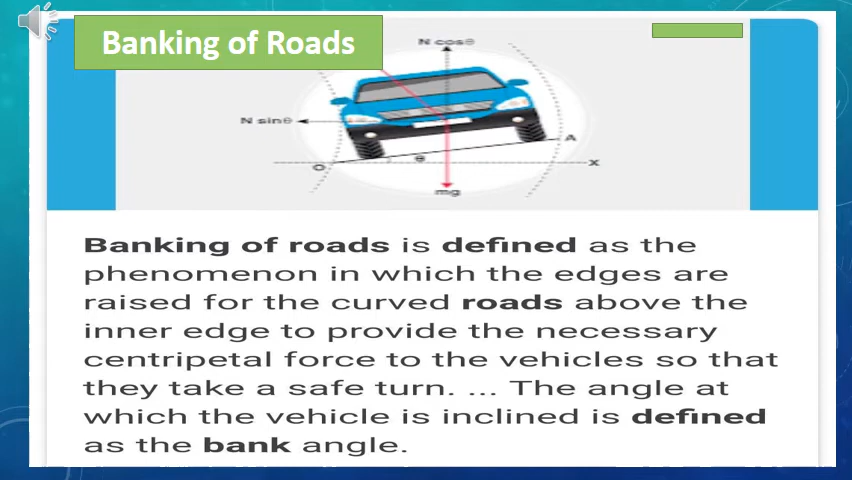 Banking of Roads
N cosθ
N sinθ
A
θ
O
x
mg
Banking of roads is defined as the
phenomenon in which the edges are
raised for the curved roads above the
inner edge to provide the necessary
centripetal force to the vehicles so that
they take a safe turn. ... The angle at
which the vehicle is inclined is defined
as the bank angle.